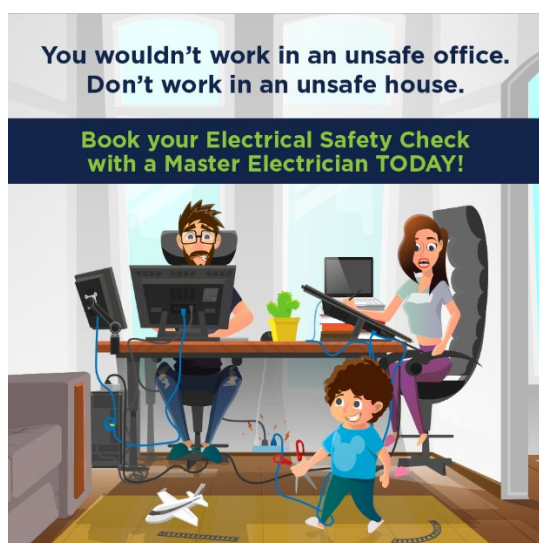 You wouldn’t work in an unsafe office.
Don’t work in an unsafe house.
Book your Electrical Safety Check
with a Master Electrician TODAY!